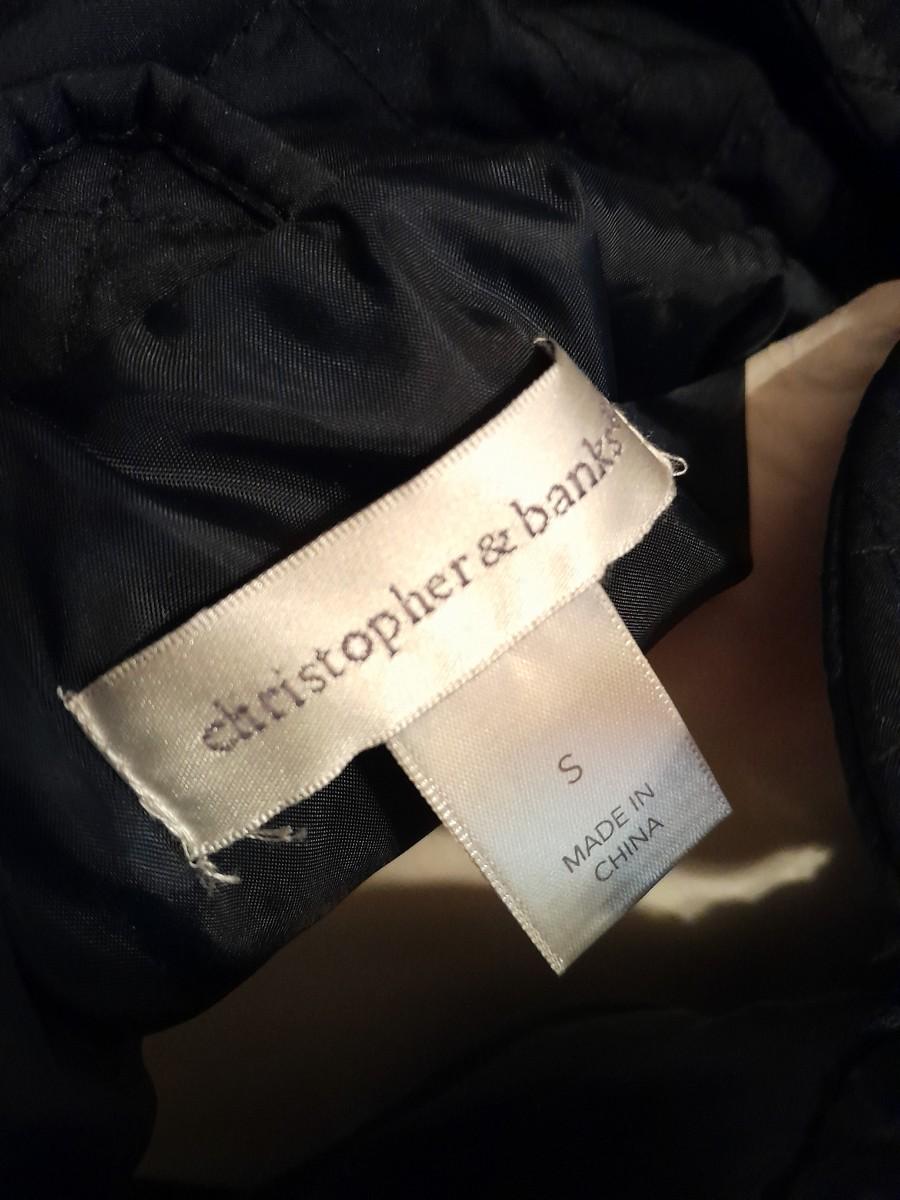 christopher & banks
S
MADE IN
CHINA